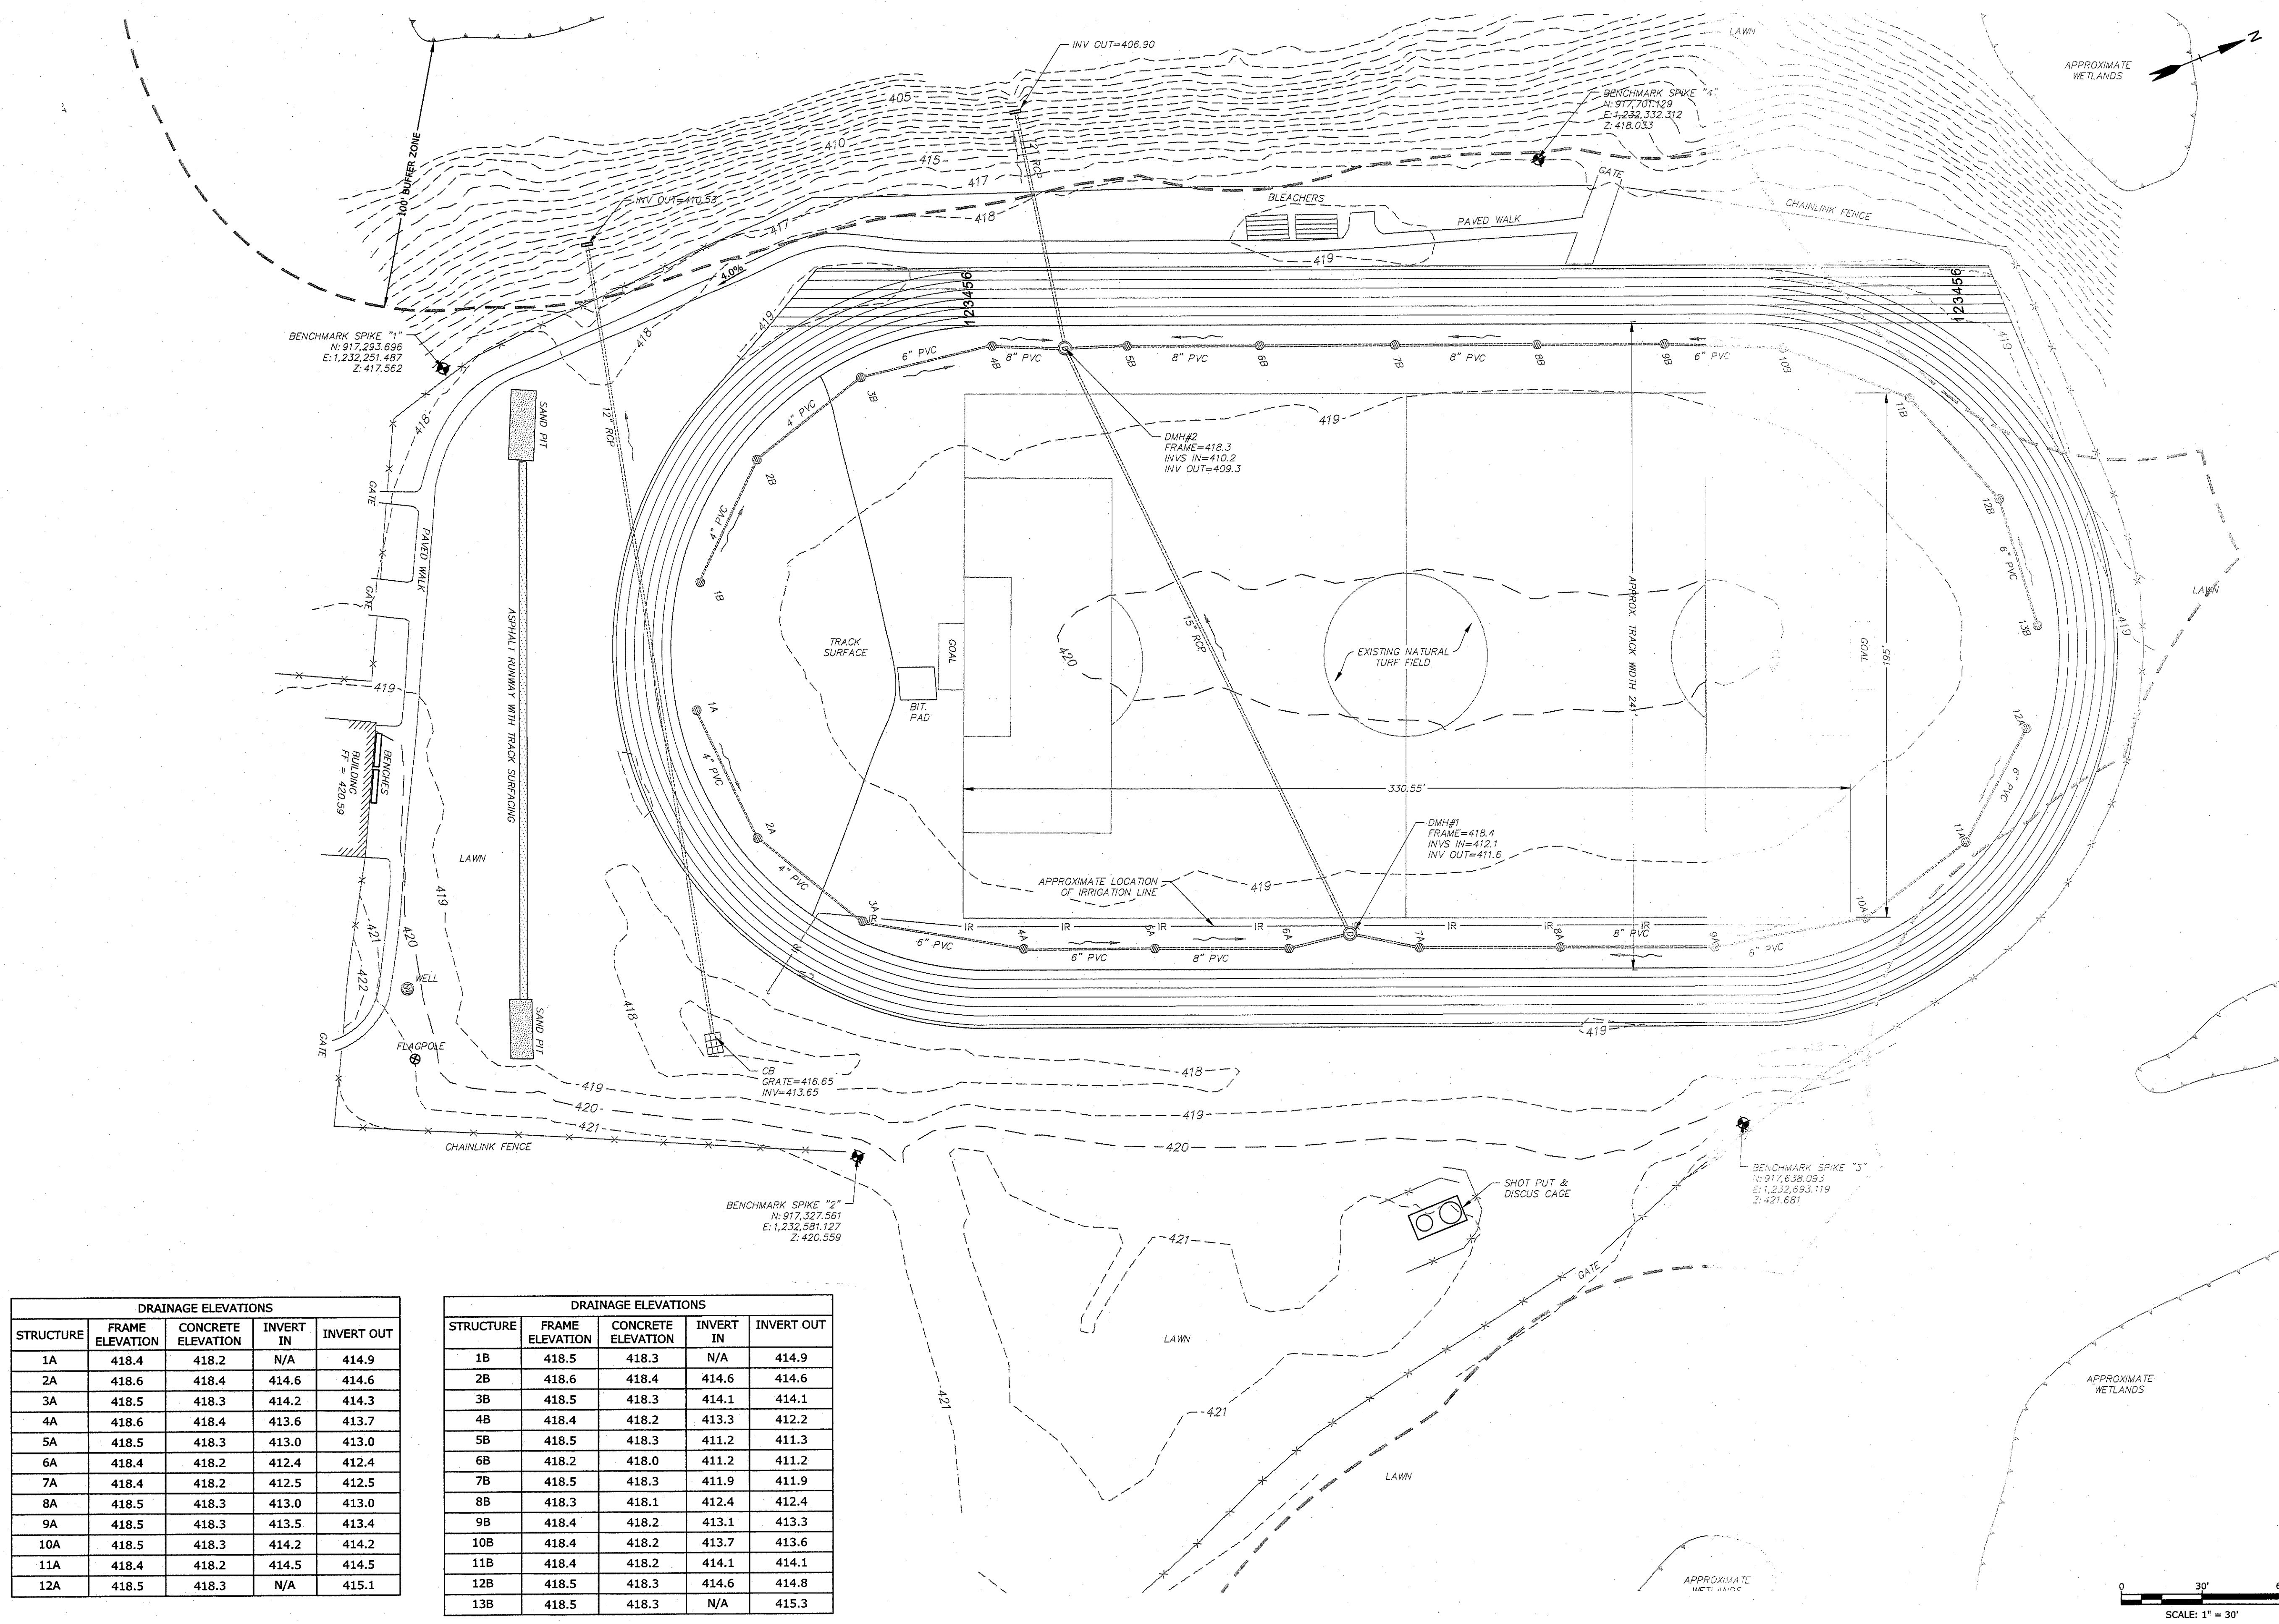 INV OUT=406.90
LAWN
N
APPROXIMATE
WETLANDS
BENCHMARK SPIKE "4"
N: 917,701.129
E: 1,232,332.312
Z: 418.033
405
410
415
417
418
12" RCP
100' BUFFER ZONE
INV OUT=410.53
417
4.0%
418
GATE
BLEACHERS
PAVED WALK
CHAINLINK FENCE
419
419
123456
123456
419
BENCHMARK SPIKE "1"
N: 917,293.696
E: 1,232,251.487
Z: 417.562
418
SAND PIT
12" RCP
6" PVC
4B
8" PVC
5B
8" PVC
6B
7B
8" PVC
8B
9B
6" PVC
10B
3B
4" PVC
2B
4" PVC
1B
11B
12B
6" PVC
13B
419
DMH#2
FRAME=418.3
INVS IN=410.2
INV OUT=409.3
GATE
PAVED WALK
GATE
ASPHALT RUNWAY WITH TRACK SURFACING
TRACK
SURFACE
GOAL
BIT.
PAD
420
15" RCP
EXISTING NATURAL
TURF FIELD
APPROX. TRACK WIDTH 241'
GOAL
195'
LAWN
419
419
BENCHES
BUILDING
FF = 420.59
1A
4" PVC
2A
4" PVC
3A
IR
330.55'
DMH#1
FRAME=418.4
INVS IN=412.1
INV OUT=411.6
12A
6" PVC
11A
10A
APPROXIMATE LOCATION
OF IRRIGATION LINE
419
IR
IR
IR
IR
IR
IR
IR
IR
IR
6" PVC
4A
6" PVC
5A
8" PVC
6A
7A
8A
8" PVC
9A
6" PVC
LAWN
419
420
421
422
WELL
GATE
FLAGPOLE
SAND PIT
418
CB
GRATE=416.65
INV=413.65
418
419
419
420
421
419
420
CHAINLINK FENCE
BENCHMARK SPIKE "2"
N: 917,327.561
E: 1,232,581.127
Z: 420.559
BENCHMARK SPIKE "3"
N: 917,638.093
E: 1,232,693.119
Z: 421.681
SHOT PUT &
DISCUS CAGE
421
GATE
LAWN
421
421
LAWN
APPROXIMATE
WETLANDS
APPROXIMATE
WETLANDS
0 30'
SCALE: 1" = 30'
DRAINAGE ELEVATIONS
STRUCTURE FRAME ELEVATION CONCRETE ELEVATION INVERT IN INVERT OUT
1A 418.4 418.2 N/A 414.9
2A 418.6 418.4 414.6 414.6
3A 418.5 418.3 414.2 414.3
4A 418.6 418.4 413.6 413.7
5A 418.5 418.3 413.0 413.0
6A 418.4 418.2 412.4 412.4
7A 418.4 418.2 412.5 412.5
8A 418.5 418.3 413.0 413.0
9A 418.5 418.3 413.5 413.4
10A 418.5 418.3 414.2 414.2
11A 418.4 418.2 414.5 414.5
12A 418.5 418.3 N/A 415.1
DRAINAGE ELEVATIONS
STRUCTURE FRAME ELEVATION CONCRETE ELEVATION INVERT IN INVERT OUT
1B 418.5 418.3 N/A 414.9
2B 418.6 418.4 414.6 414.6
3B 418.5 418.3 414.1 414.1
4B 418.4 418.2 413.3 412.2
5B 418.5 418.3 411.2 411.3
6B 418.2 418.0 411.2 411.2
7B 418.5 418.3 411.9 411.9
8B 418.3 418.1 412.4 412.4
9B 418.4 418.2 413.1 413.3
10B 418.4 418.2 413.7 413.6
11B 418.4 418.2 414.1 414.1
12B 418.5 418.3 414.6 414.8
13B 418.5 418.3 N/A 415.3